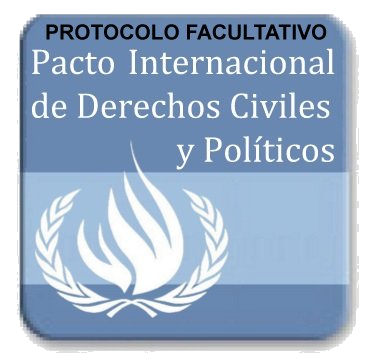 PROTOCOLO FACULTATIVO
Pacto Internacional
de Derechos Civiles
y Políticos